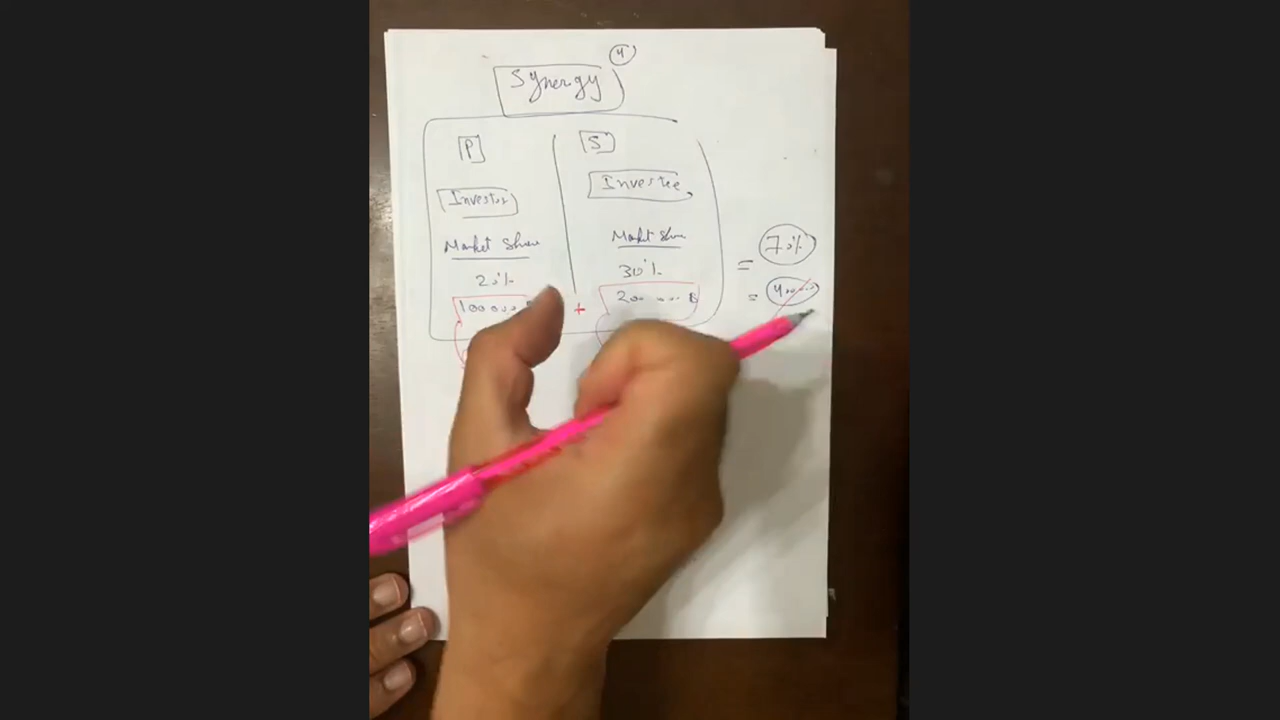 4
Synergy
P
S
Investor
Investee
Market Share
Market Share
20%
30%
= 70%
+
=